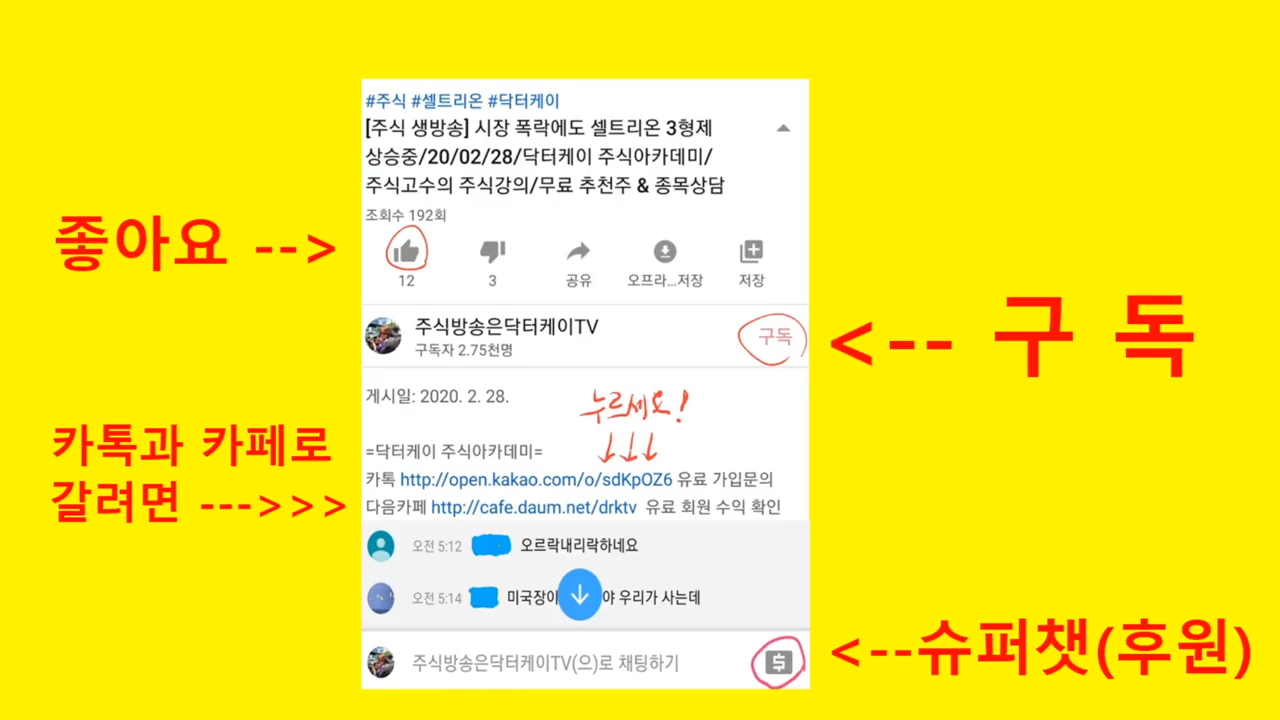 #주식 #셀트리온 #닥터케이
[주식 생방송] 시장 폭락에도 셀트리온 3형제
상승중/20/02/28/닥터케이 주식아카데미/
주식고수의 주식강의/무료 추천주 & 종목상담
조회수 192회
좋아요 -->
12
3
공유
오프라...저장
저장
주식방송은닥터케이TV
구독자 2.75천명
구독
<-- 구 독
게시일: 2020. 2. 28.
누르세요!
카톡과 카페로
갈려면 --->>>
=닥터케이 주식아카데미=
카톡 http://open.kakao.com/o/sdKpOZ6 유료 가입문의
다음카페 http://cafe.daum.net/drktv 유료 회원 수익 확인
오전 5:12 오르락내리락하네요
오전 5:14 미국장이 야 우리가 사는데
주식방송은닥터케이TV(으)로 채팅하기
<--슈퍼챗(후원)